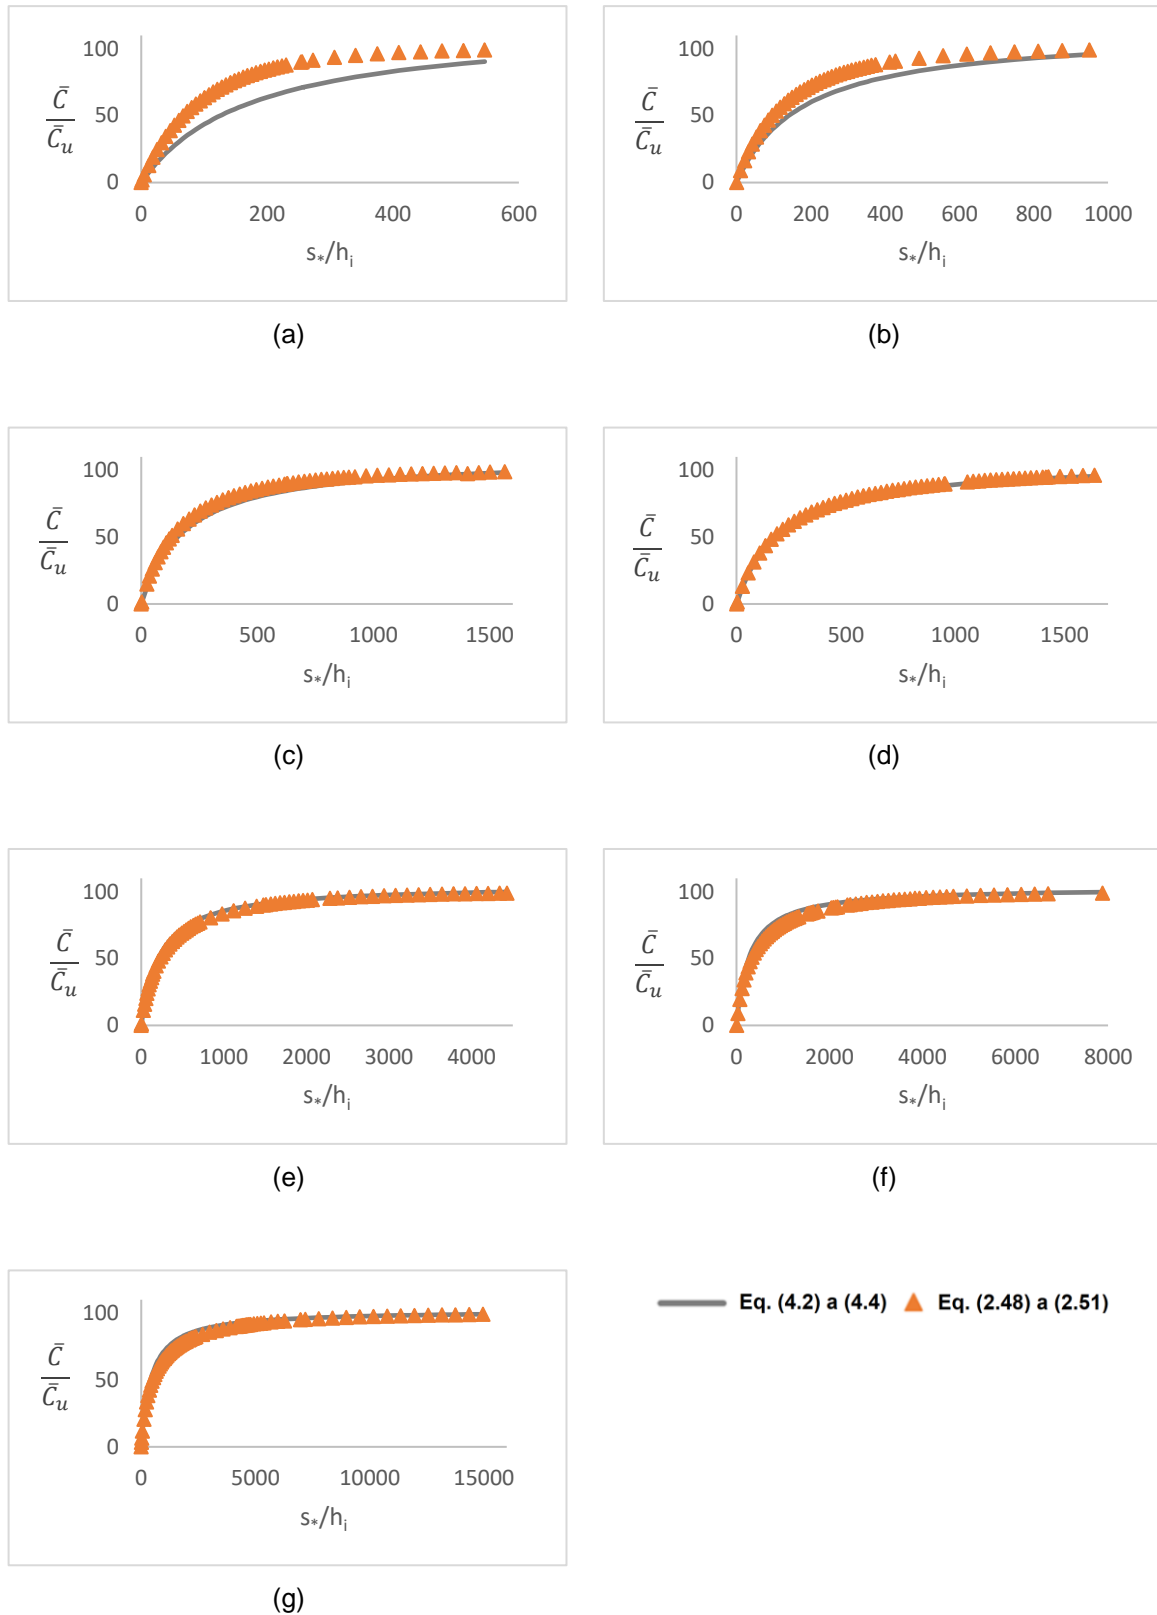 100
50
0
C̄
C̄u
0 200 400 600
s*/hi
(a)
100
50
0
C̄
C̄u
0 200 400 600 800 1000
s*/hi
(b)
100
50
0
C̄
C̄u
0 500 1000 1500
s*/hi
(c)
100
50
0
C̄
C̄u
0 500 1000 1500
s*/hi
(d)
100
50
0
C̄
C̄u
0 1000 2000 3000 4000
s*/hi
(e)
100
50
0
C̄
C̄u
0 2000 4000 6000 8000
s*/hi
(f)
100
50
0
C̄
C̄u
0 5000 10000 15000
s*/hi
(g)
Eq. (4.2) a (4.4) Eq. (2.48) a (2.51)